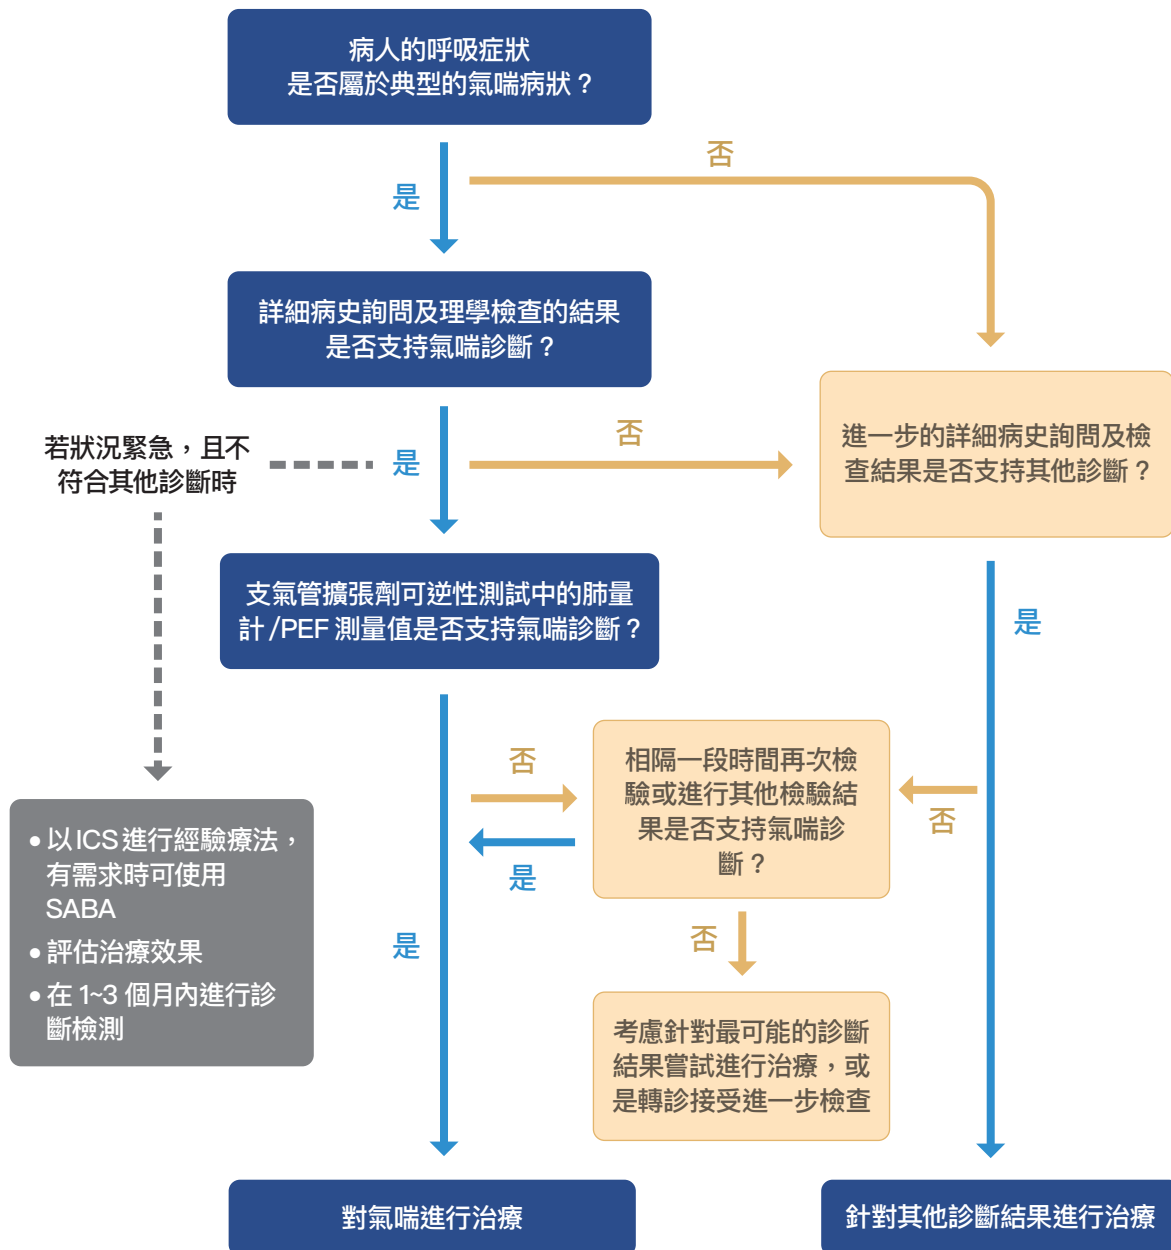 病人的呼吸症狀
是否屬於典型的氣喘病狀？
否
是
詳細病史詢問及理學檢查的結果
是否支持氣喘診斷？
若狀況緊急，且不
符合其他診斷時
是
否
進一步的詳細病史詢問及檢
查結果是否支持其他診斷？
支氣管擴張劑可逆性測試中的肺量
計/PEF 測量值是否支持氣喘診斷？
是
否
是
相隔一段時間再次檢
驗或進行其他檢驗結
果是否支持氣喘診
斷？
否
• 以ICS進行經驗療法，
有需求時可使用
SABA
• 評估治療效果
• 在 1~3 個月內進行診
斷檢測
是
否
考慮針對最可能的診斷
結果嘗試進行治療，或
是轉診接受進一步檢查
對氣喘進行治療
針對其他診斷結果進行治療